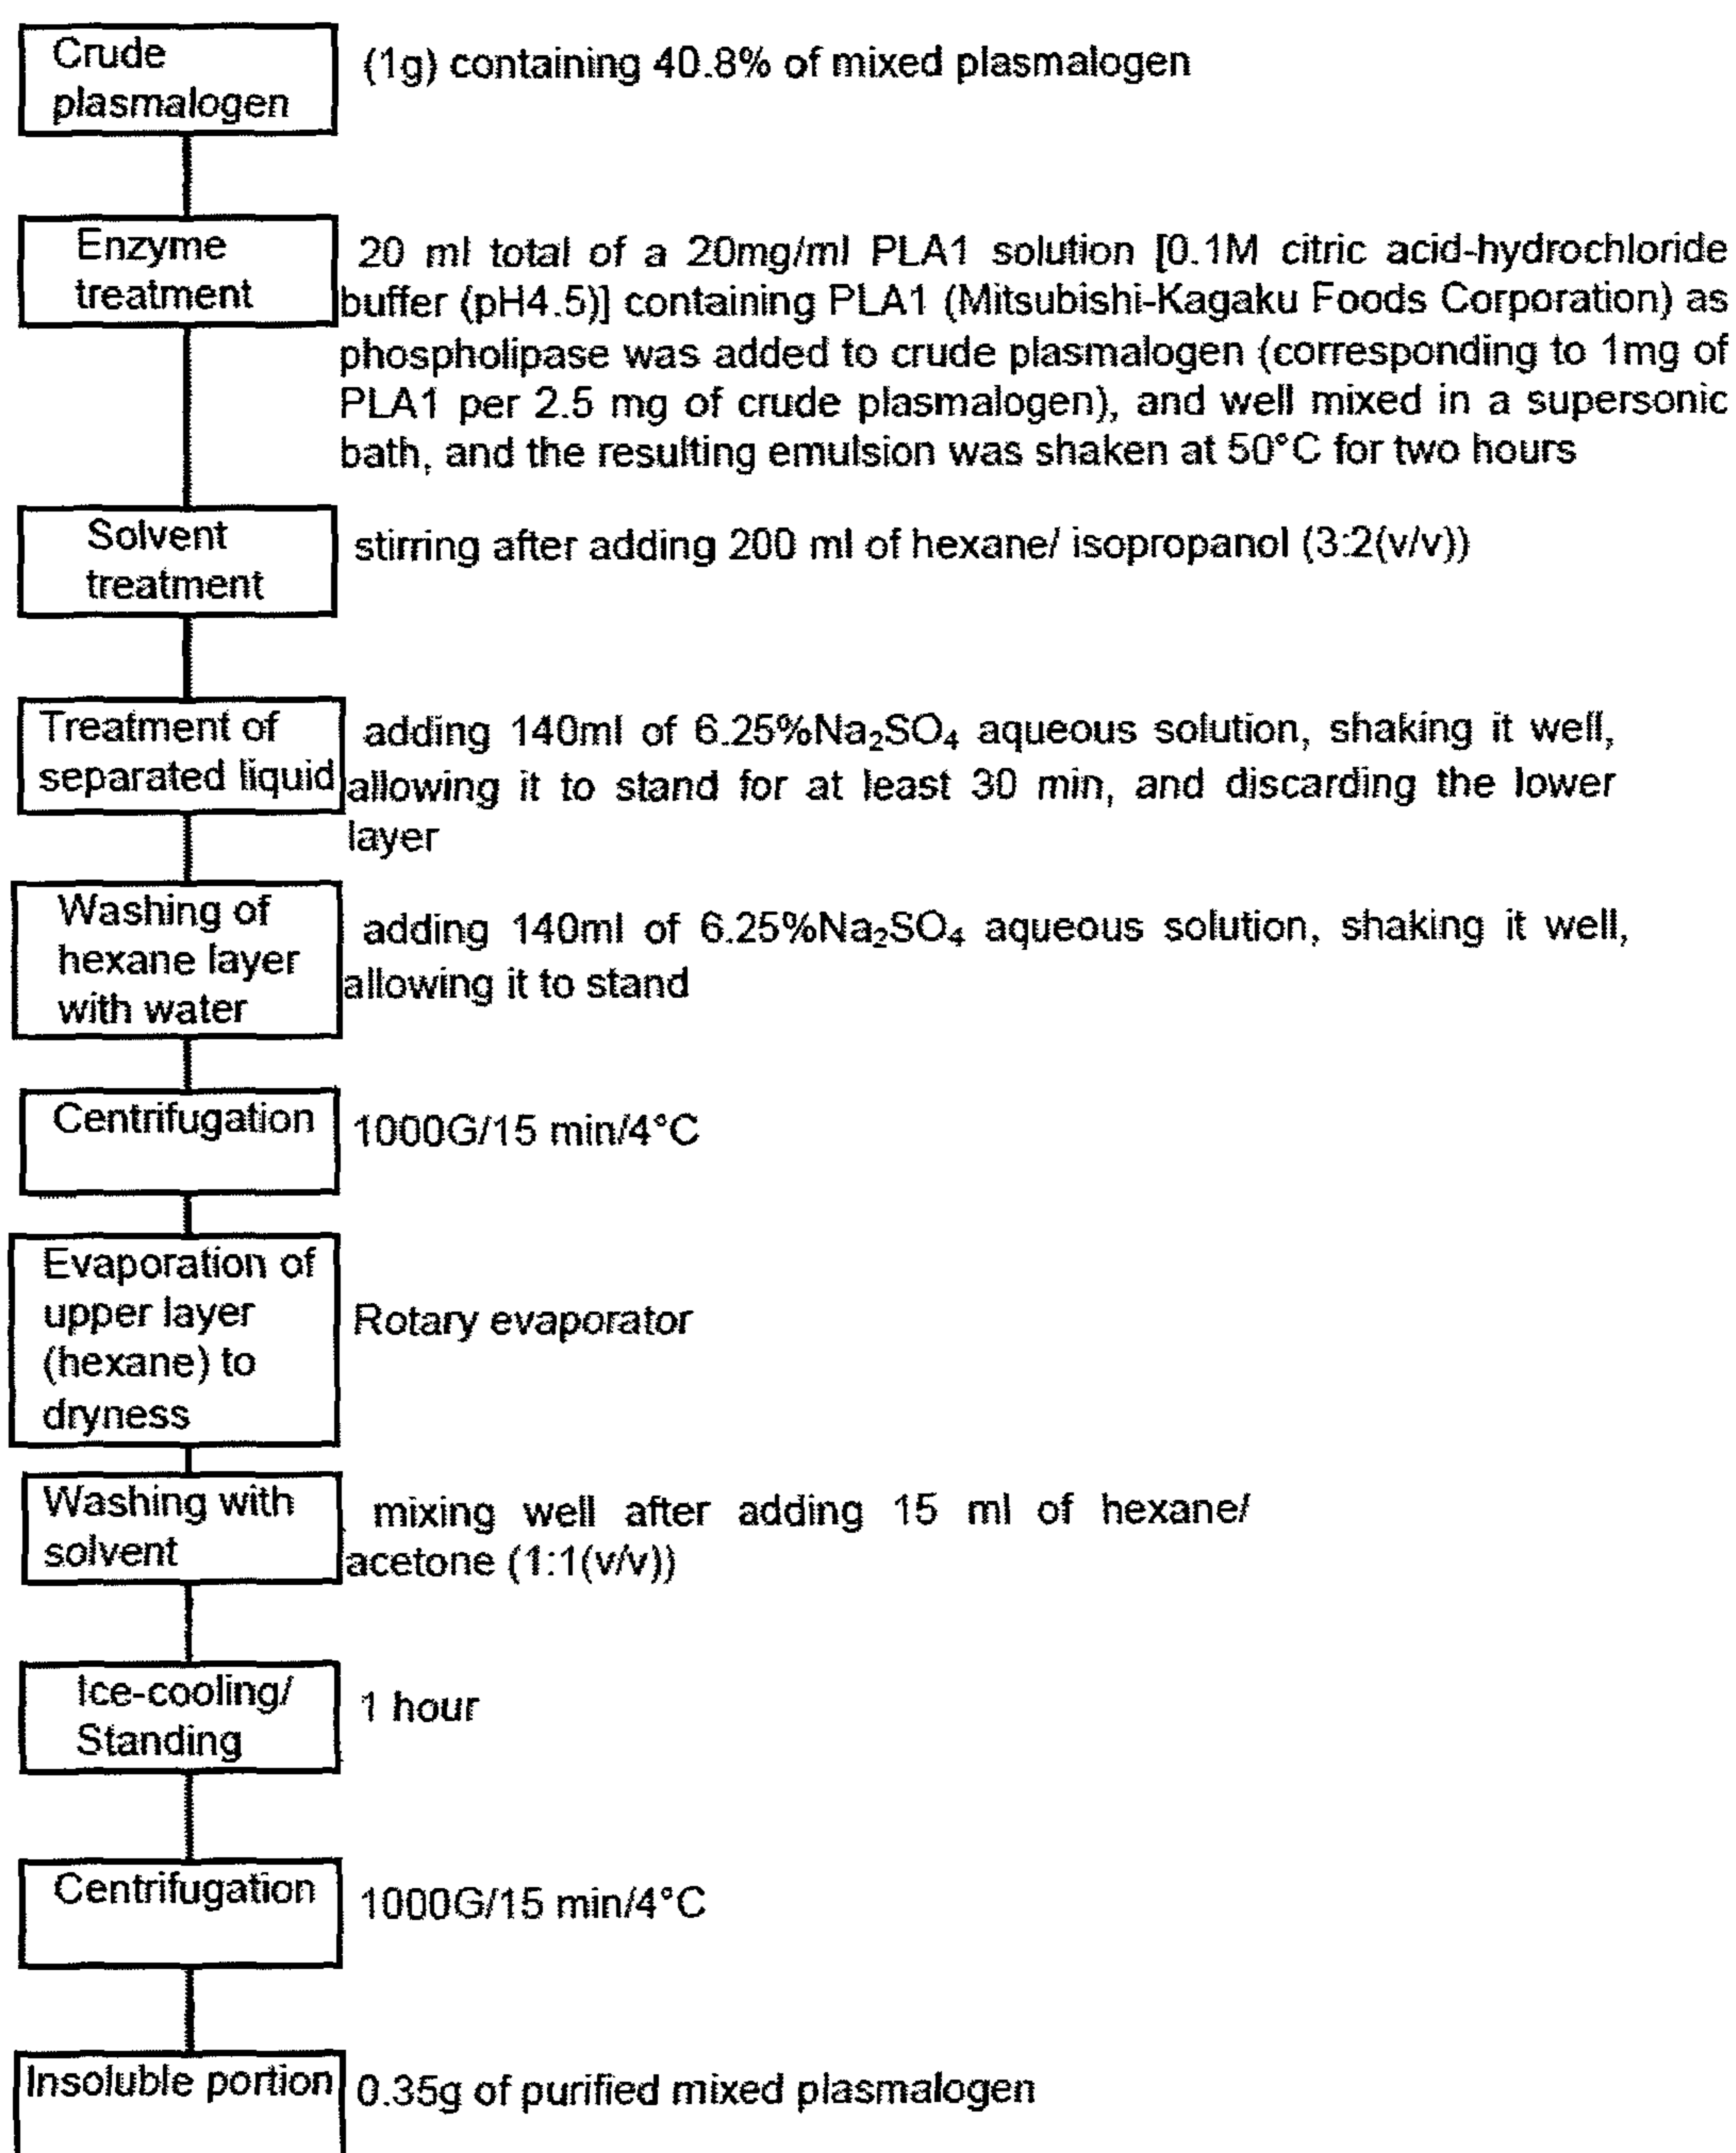 Crude
plasmalogen
(1g) containing 40.8% of mixed plasmalogen
Enzyme
treatment
20 ml total of a 20mg/ml PLA1 solution [0.1M citric acid-hydrochloride
buffer (pH4.5)] containing PLA1 (Mitsubishi-Kagaku Foods Corporation) as
phospholipase was added to crude plasmalogen (corresponding to 1mg of
PLA1 per 2.5 mg of crude plasmalogen), and well mixed in a supersonic
bath, and the resulting emulsion was shaken at 50°C for two hours
Solvent
treatment
stirring after adding 200 ml of hexane/ isopropanol (3:2(v/v))
Treatment of
separated liquid
adding 140ml of 6.25%Na₂SO₄ aqueous solution, shaking it well,
allowing it to stand for at least 30 min, and discarding the lower
layer
Washing of
hexane layer
with water
adding 140ml of 6.25%Na₂SO₄ aqueous solution, shaking it well,
allowing it to stand
Centrifugation
1000G/15 min/4°C
Evaporation of
upper layer
(hexane) to
dryness
Rotary evaporator
Washing with
solvent
mixing well after adding 15 ml of hexane/
acetone (1:1(v/v))
Ice-cooling/
Standing
1 hour
Centrifugation
1000G/15 min/4°C
Insoluble portion
0.35g of purified mixed plasmalogen